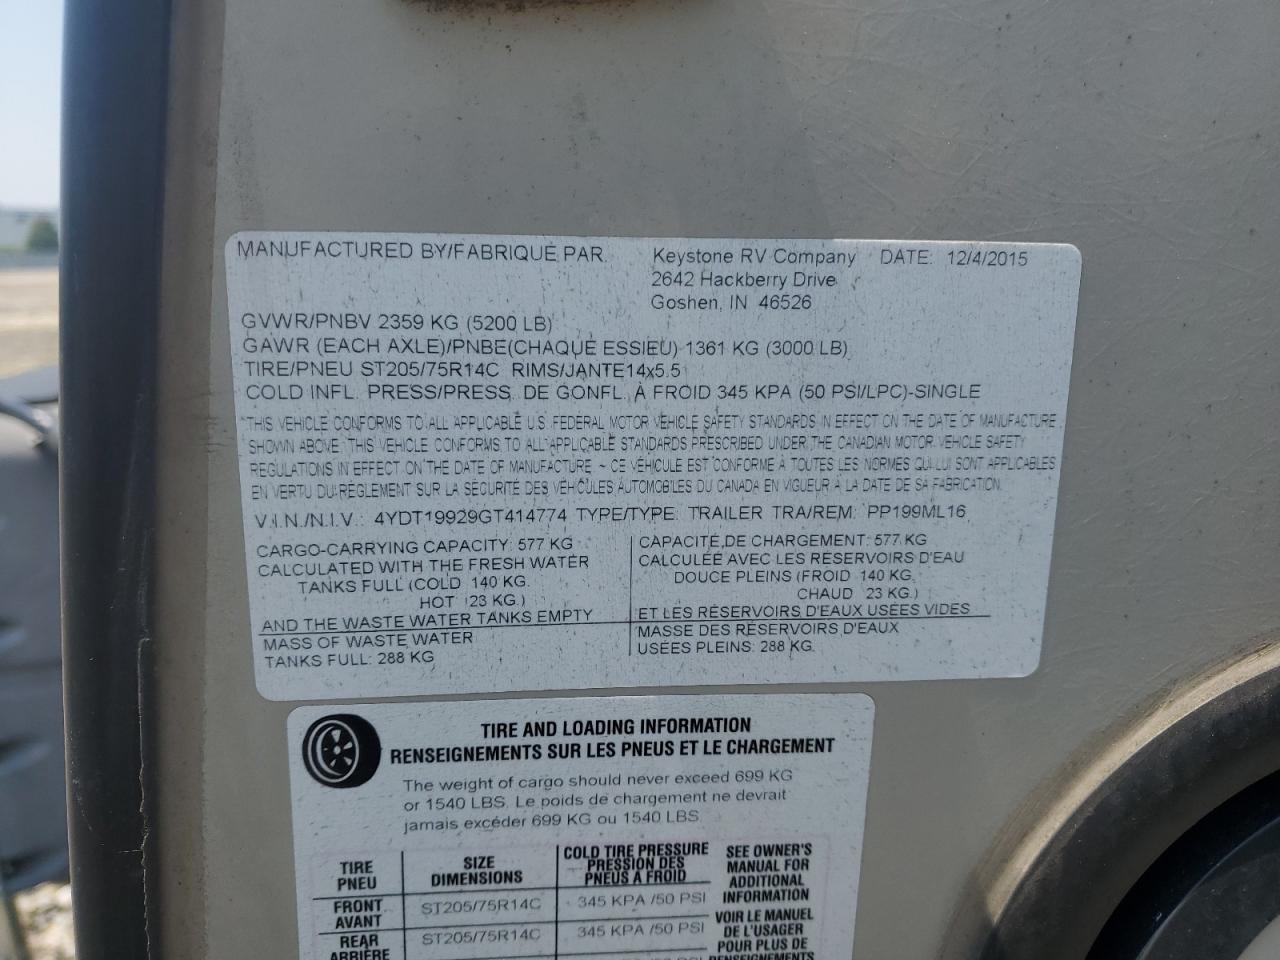 MANUFACTURED BY/FABRIQUÉ PAR: Keystone RV Company DATE: 12/4/2015
2642 Hackberry Drive
Goshen, IN 46526
GVWR/PNBV 2359 KG (5200 LB)
GAWR (EACH AXLE)/PNBE(CHAQUE ESSIEU) 1361 KG (3000 LB)
TIRE/PNEU ST205/75R14C RIMS/JANTE14x5.5
COLD INFL. PRESS/PRESS. DE GONFL. À FROID 345 KPA (50 PSI/LPC)-SINGLE
THIS VEHICLE CONFORMS TO ALL APPLICABLE U.S. FEDERAL MOTOR VEHICLE SAFETY STANDARDS IN EFFECT ON THE DATE OF MANUFACTURE
SHOWN ABOVE. THIS VEHICLE CONFORMS TO ALL APPLICABLE STANDARDS PRESCRIBED UNDER THE CANADIAN MOTOR VEHICLE SAFETY
REGULATIONS IN EFFECT ON THE DATE OF MANUFACTURE. ~ CE VÉHICULE EST CONFORME À TOUTES LES NORMES QUI LUI SONT APPLICABLES
EN VERTU DU RÈGLEMENT SUR LA SÉCURITÉ DES VÉHICULES AUTOMOBILES DU CANADA EN VIGUEUR À LA DATE DE SA FABRICATION.
V.I.N./N.I.V.: 4YDT19929GT414774 TYPE/TYPE: TRAILER TRA/REM: PP199ML16
CARGO-CARRYING CAPACITY: 577 KG
CALCULATED WITH THE FRESH WATER
TANKS FULL (COLD 140 KG.
HOT 23 KG.)
AND THE WASTE WATER TANKS EMPTY
MASS OF WASTE WATER
TANKS FULL: 288 KG
CAPACITÉ DE CHARGEMENT: 577 KG
CALCULÉE AVEC LES RÉSERVOIRS D'EAU
DOUCE PLEINS (FROID 140 KG.
CHAUD 23 KG.)
ET LES RÉSERVOIRS D'EAUX USÉES VIDES
MASSE DES RÉSERVOIRS D'EAUX
USÉES PLEINS: 288 KG.
TIRE AND LOADING INFORMATION
RENSEIGNEMENTS SUR LES PNEUS ET LE CHARGEMENT
The weight of cargo should never exceed 699 KG
or 1540 LBS. Le poids de chargement ne devrait
jamais excéder 699 KG ou 1540 LBS.
TIRE
PNEU
SIZE
DIMENSIONS
COLD TIRE PRESSURE
PRESSION DES
PNEUS A FROID
FRONT
AVANT
ST205/75R14C 345 KPA /50 PSI
REAR
ARRIÈRE
ST205/75R14C 345 KPA /50 PSI
SEE OWNER'S
MANUAL FOR
ADDITIONAL
INFORMATION
VOIR LE MANUEL
DE L'USAGER
POUR PLUS DE
RENSEIGNEMENTS